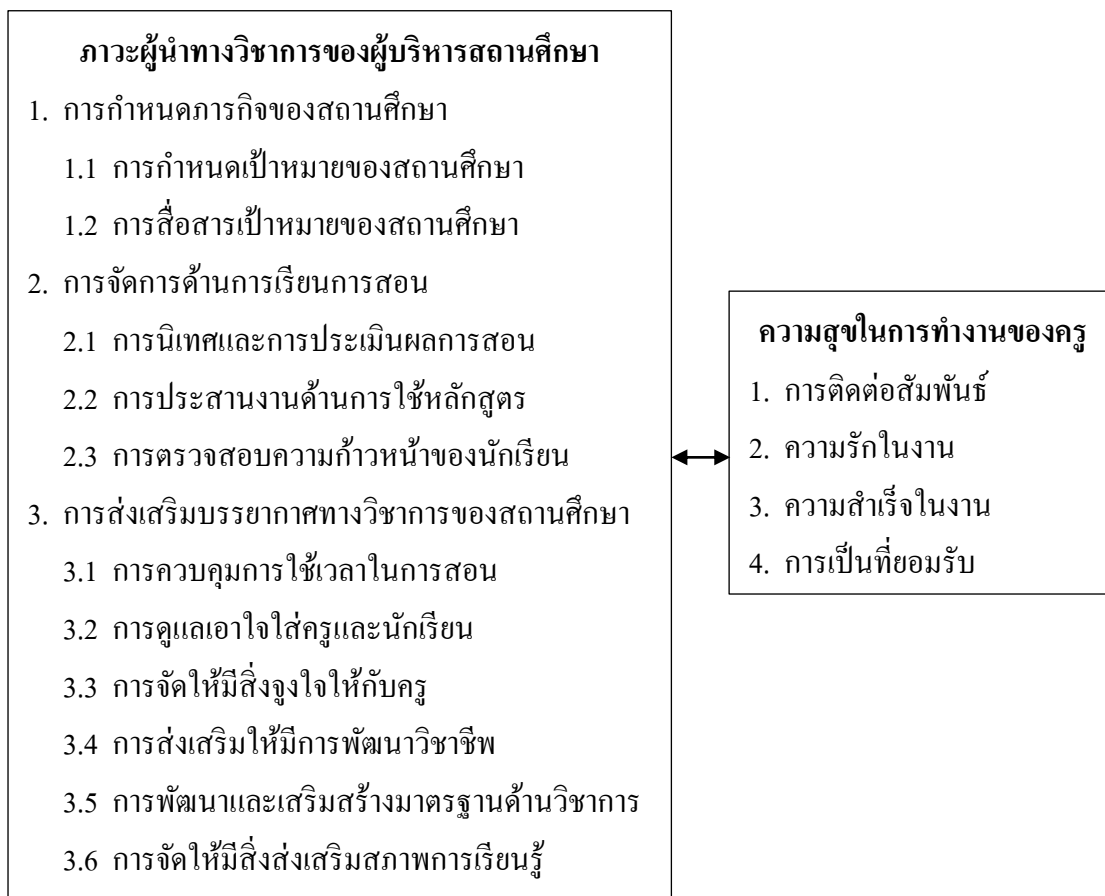 ภาวะผู้นำทางวิชาการของผู้บริหารสถานศึกษา
1. การกำหนดภารกิจของสถานศึกษา
1.1 การกำหนดเป้าหมายของสถานศึกษา
1.2 การสื่อสารเป้าหมายของสถานศึกษา
2. การจัดการด้านการเรียนการสอน
2.1 การนิเทศและการประเมินผลการสอน
2.2 การประสานงานด้านการใช้หลักสูตร
2.3 การตรวจสอบความก้าวหน้าของนักเรียน
3. การส่งเสริมบรรยากาศทางวิชาการของสถานศึกษา
3.1 การควบคุมการใช้เวลาในการสอน
3.2 การดูแลเอาใจใส่ครูและนักเรียน
3.3 การจัดให้มีสิ่งจูงใจให้กับครู
3.4 การส่งเสริมให้มีการพัฒนาวิชาชีพ
3.5 การพัฒนาและเสริมสร้างมาตรฐานด้านวิชาการ
3.6 การจัดให้มีสิ่งส่งเสริมสภาพการเรียนรู้
ความสุขในการทำงานของครู
1. การติดต่อสัมพันธ์
2. ความรักในงาน
3. ความสำเร็จในงาน
4. การเป็นที่ยอมรับ